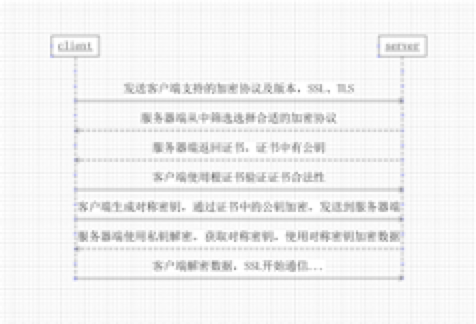 client
server
发送客户端支持的加密协议及版本，SSL、TLS
服务器端从中筛选选择合适的加密协议
服务器端返回证书，证书中有公钥
客户端使用根证书验证证书合法性
客户端生成对称密钥，通过证书中的公钥加密，发送到服务器端
服务器端使用私钥解密，获取对称密钥，使用对称密钥加密数据
客户端解密数据，SSL开始通信...